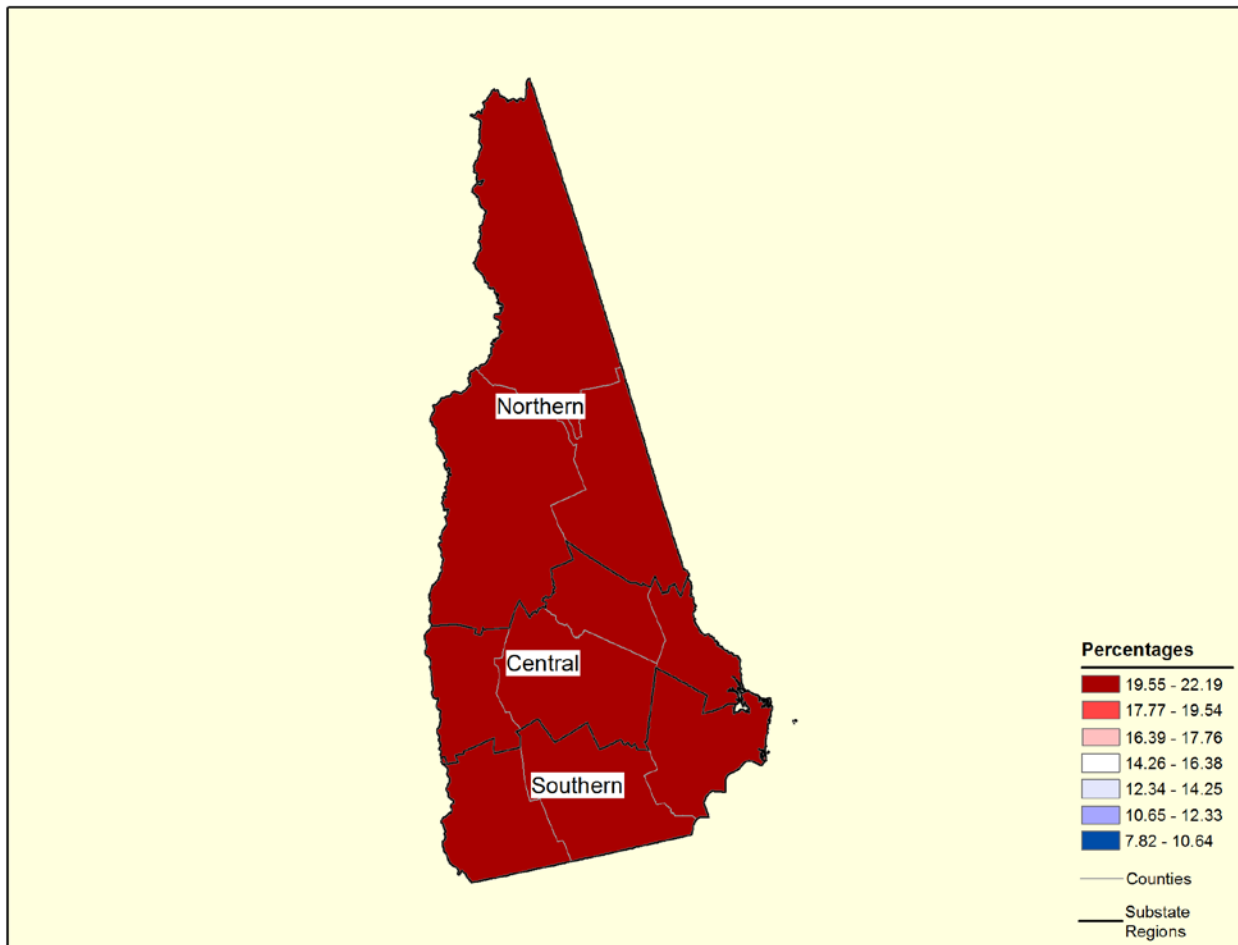 Northern
Central
Southern
Percentages
19.55 - 22.19
17.77 - 19.54
16.39 - 17.76
14.26 - 16.38
12.34 - 14.25
10.65 - 12.33
7.82 - 10.64
Counties
Substate
Regions